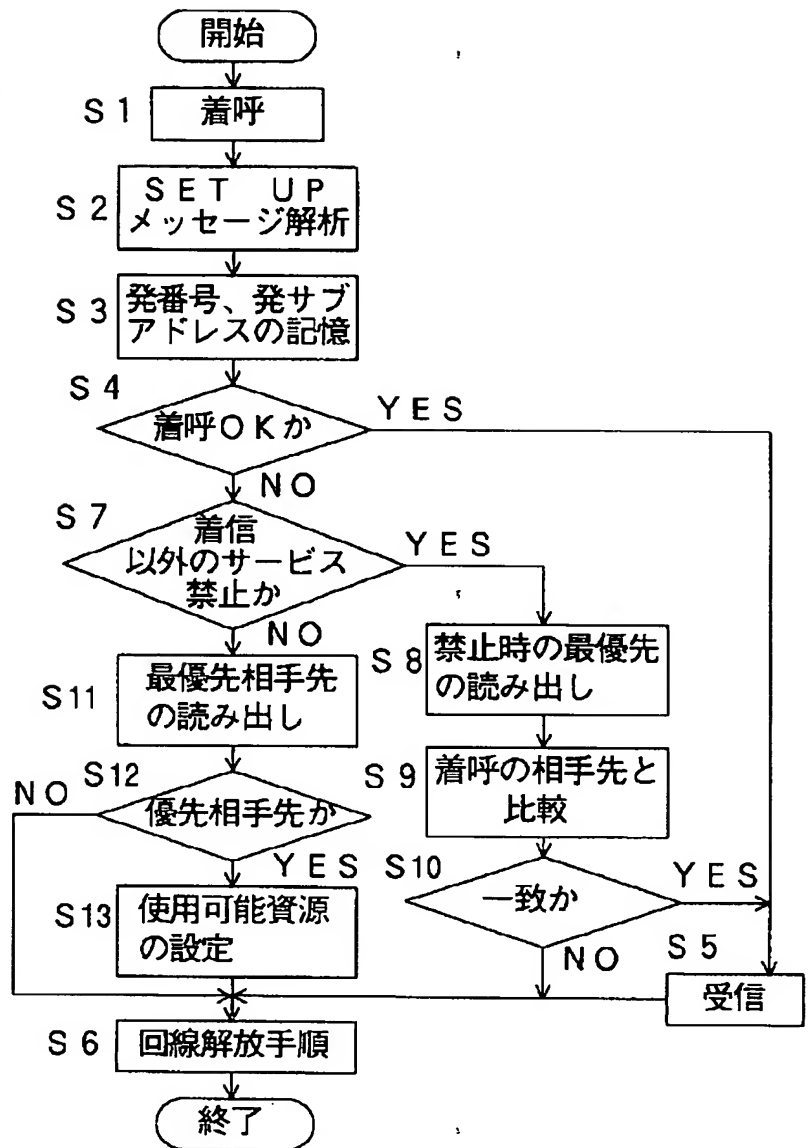 開始
S1
着呼
S2
SET UP
メッセージ解析
S3
発番号、発サブ
アドレスの記憶
S4
着呼OKか
YES
NO
S7
着信
以外のサービス
禁止か
YES
NO
S8
禁止時の最優先
の読み出し
S11
最優先相手先
の読み出し
S9
着呼の相手先と
比較
S12
NO
優先相手先か
YES
S10
一致か
YES
NO
S13
使用可能資源
の設定
S5
受信
S6
回線解放手順
終了